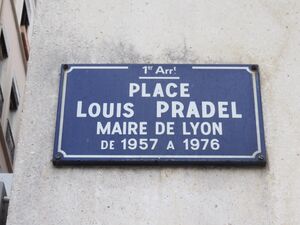 1er Arrt
PLACE
LOUIS PRADEL
MAIRE DE LYON
DE 1957 A 1976